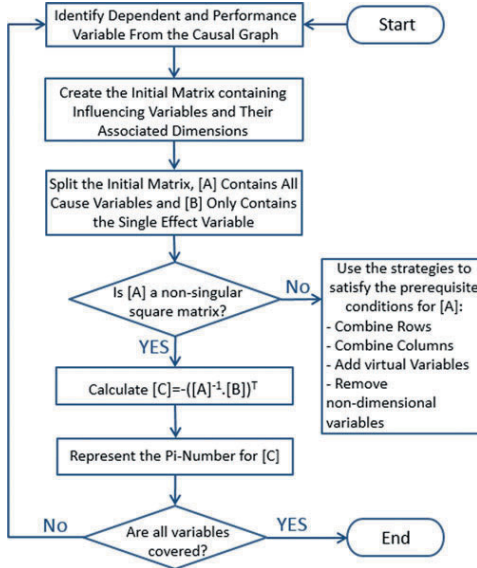 Identify Dependent and Performance
Variable From the Causal Graph
Start
Create the Initial Matrix containing
Influencing Variables and Their
Associated Dimensions
Split the Initial Matrix, [A] Contains All
Cause Variables and [B] Only Contains
the Single Effect Variable
Is [A] a non-singular
square matrix?
No
Use the strategies to
satisfy the prerequisite
conditions for [A]:
- Combine Rows
- Combine Columns
- Add virtual Variables
- Remove
non-dimensional
variables
YES
Calculate [C]=-([A]⁻¹.[B])ᵀ
Represent the Pi-Number for [C]
Are all variables
covered?
No
YES
End